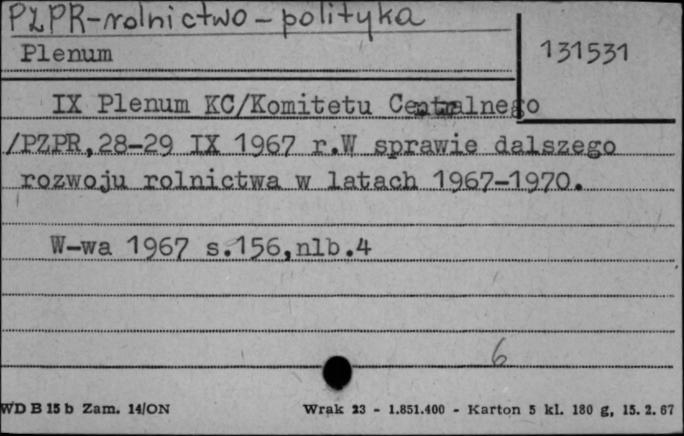 PZPR-rolnictwo-polityka
Plenum
131531
IX Plenum KC/Komitetu Centralnego
/PZPR,28-29 IX 1967 r.W sprawie dalszego
rozwoju rolnictwa w latach 1967-1970.
W-wa 1967 s.156,nlb.4
6
WD B 15 b Zam. 14/ON
Wrak 23 - 1.851.400 - Karton 5 kl. 180 g, 15. 2. 67